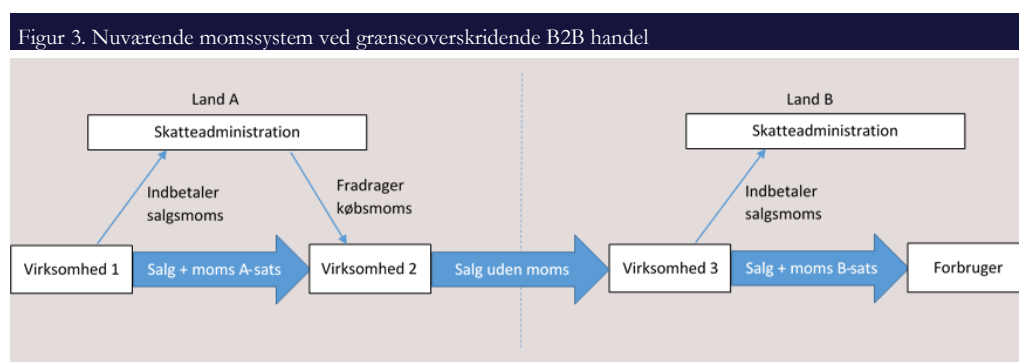 Figur 3. Nuværende momssystem ved grænseoverskridende B2B handel
Land A
Land B
Skatteadministration
Skatteadministration
Indbetaler
salgsmoms
Fradrager
købsmoms
Indbetaler
salgsmoms
Virksomhed 1
Salg + moms A-sats
Virksomhed 2
Salg uden moms
Virksomhed 3
Salg + moms B-sats
Forbruger